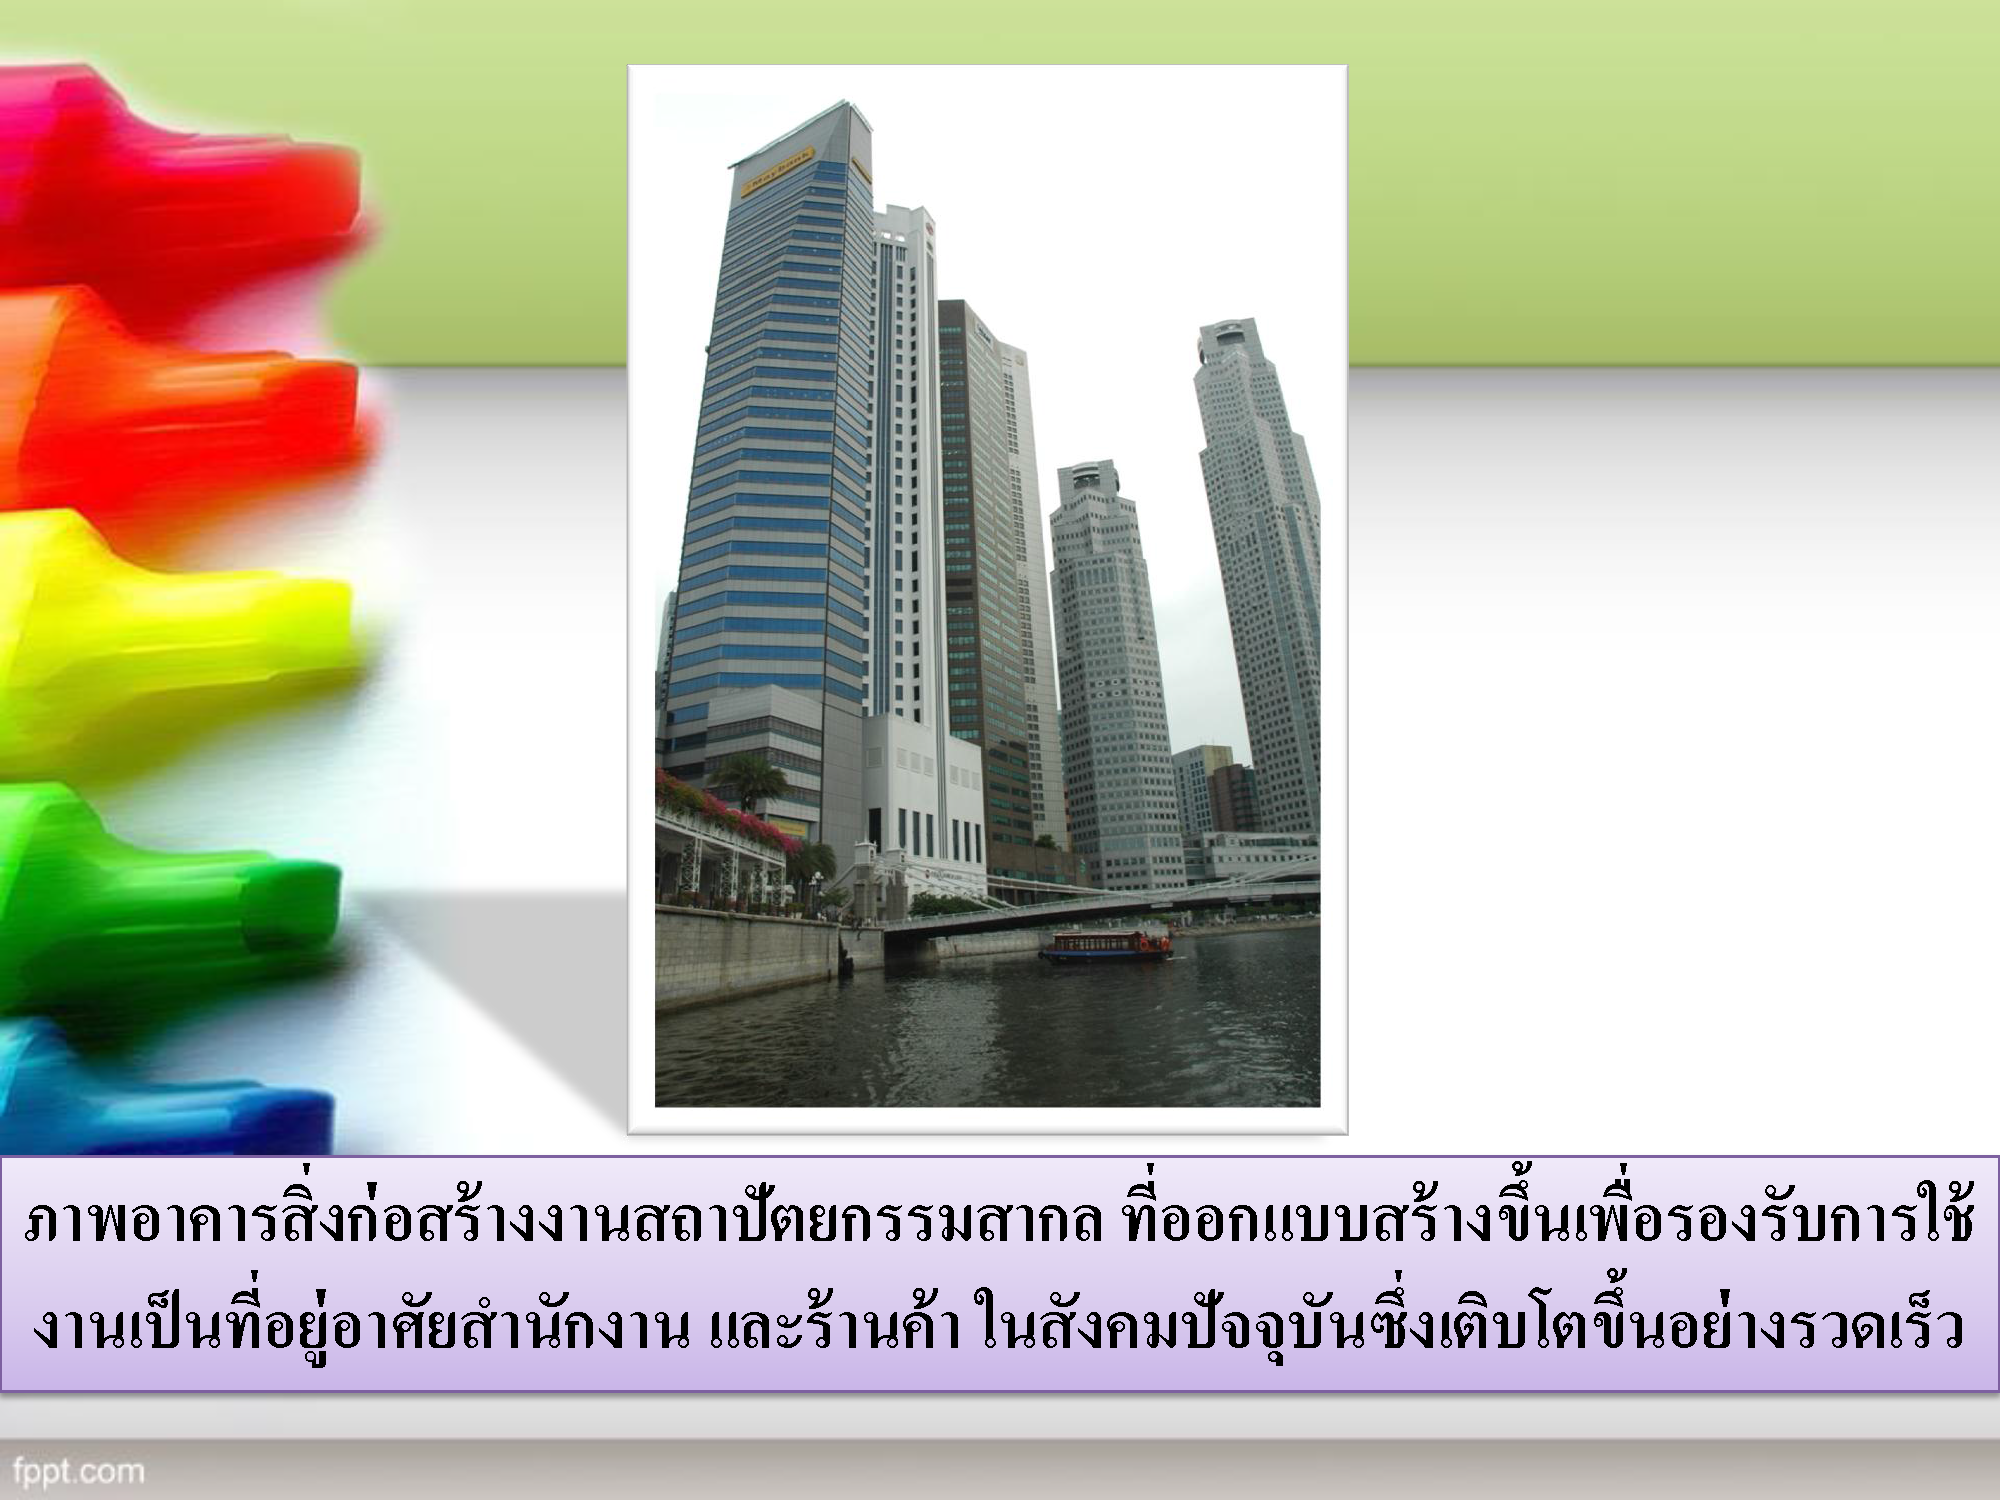 Maybank
ภาพอาคารสิ่งก่อสร้างงานสถาปัตยกรรมสากล ที่ออกแบบสร้างขึ้นเพื่อรองรับการใช้
งานเป็นที่อยู่อาศัยสำนักงาน และร้านค้า ในสังคมปัจจุบันซึ่งเติบโตขึ้นอย่างรวดเร็ว
fppt.com